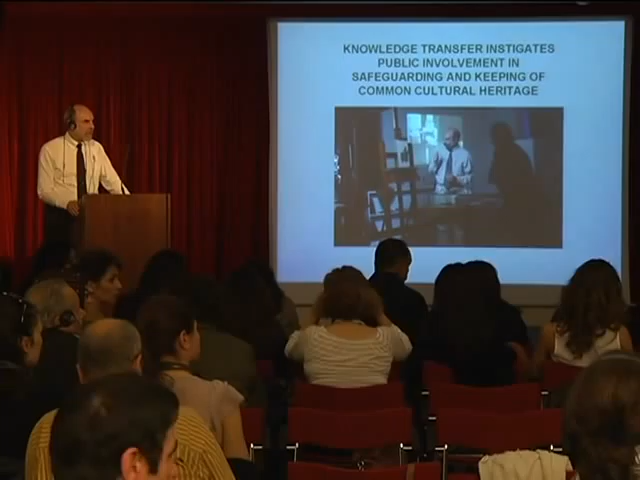 KNOWLEDGE TRANSFER INSTIGATES
PUBLIC INVOLVEMENT IN
SAFEGUARDING AND KEEPING OF
COMMON CULTURAL HERITAGE